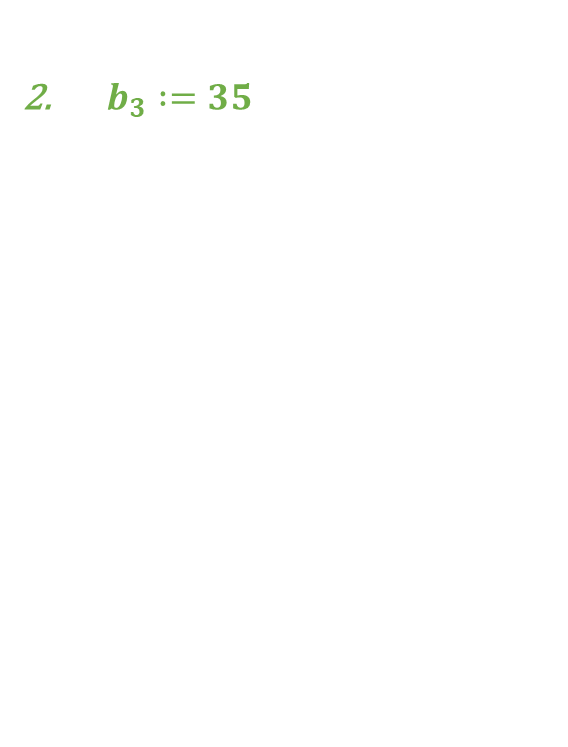 2. b₃ := 35